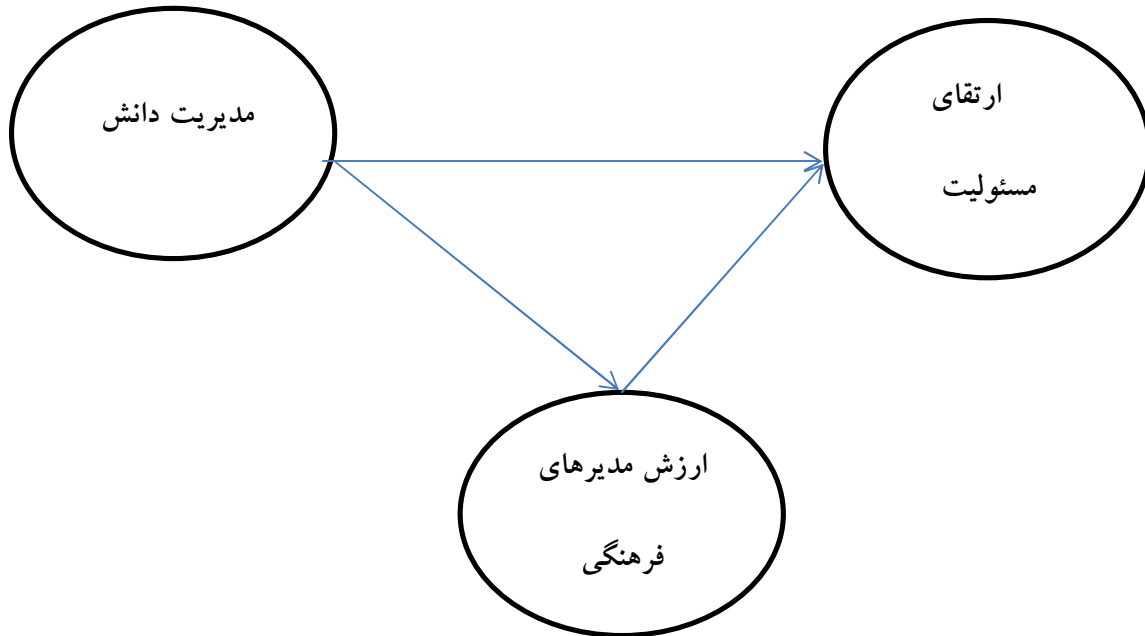 مدیریت دانش
ارتقای
مسئولیت
ارزش مدیرهای
فرهنگی